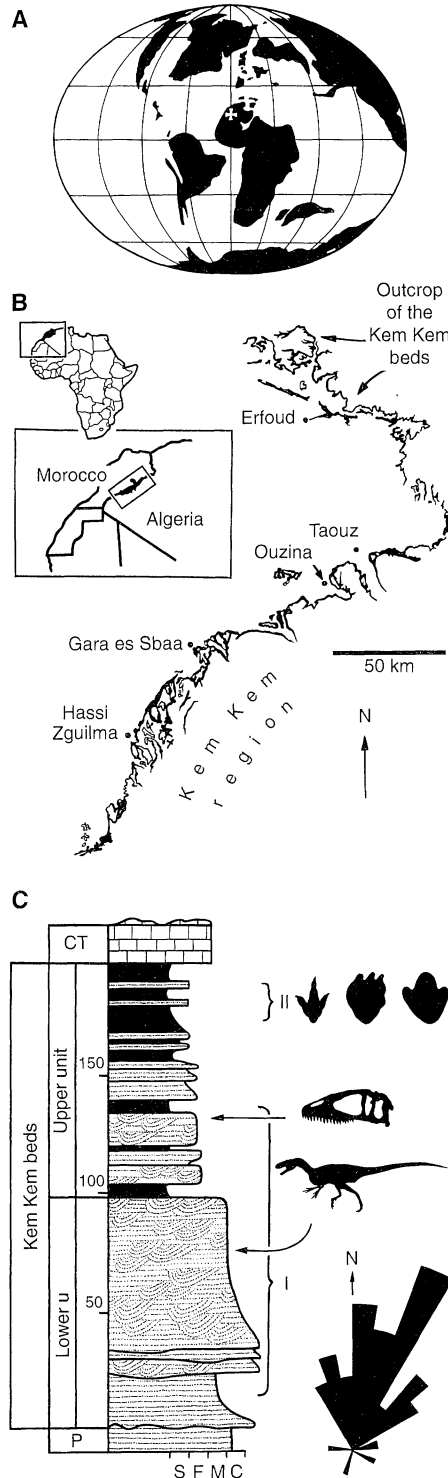 A
B
Outcrop
of the
Kem Kem
beds
Erfoud
Morocco
Algeria
Taouz
Ouzina
Gara es Sbaa
50 km
Hassi
Zguilma
Kem Kem
region
N
C
CT
II
Upper unit
150
Kem Kem beds
100
N
I
Lower u
50
P
S F M C